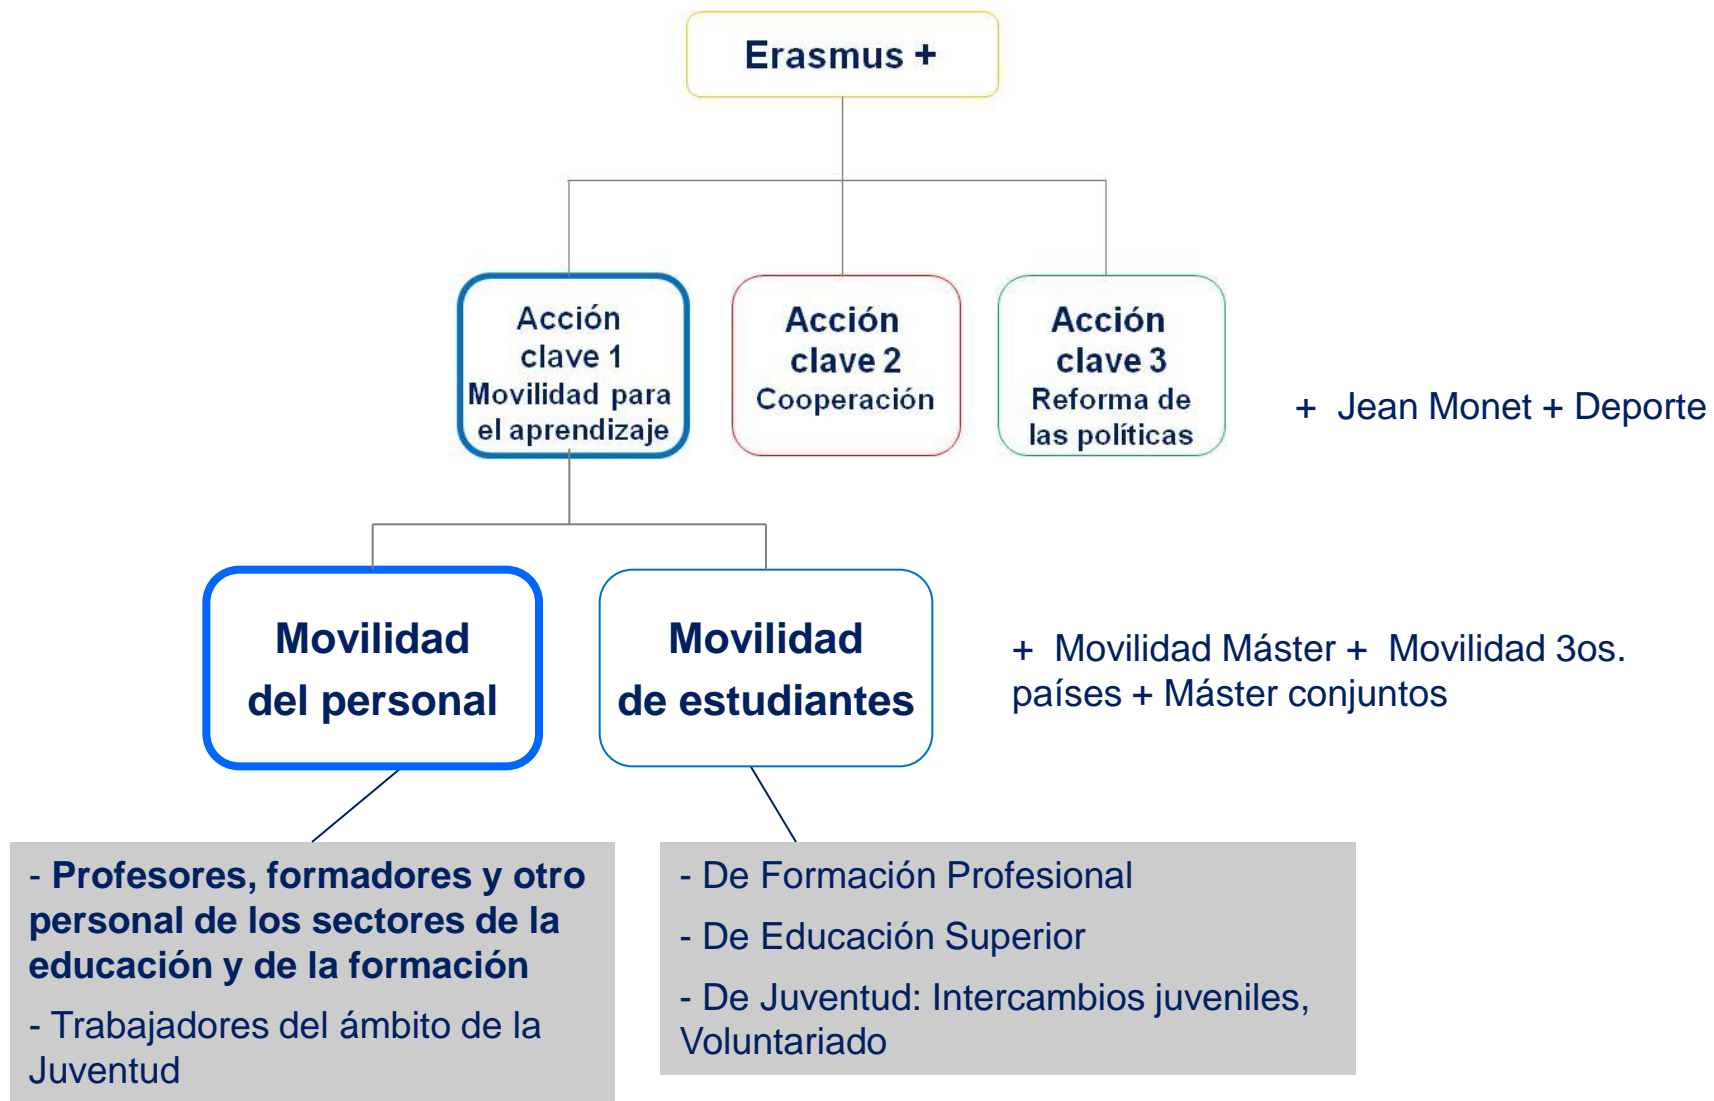 Erasmus +
Acción
clave 1
Movilidad para
el aprendizaje
Acción
clave 2
Cooperación
Acción
clave 3
Reforma de
las políticas
+ Jean Monet + Deporte
Movilidad
del personal
Movilidad
de estudiantes
+ Movilidad Máster + Movilidad 3os.
países + Máster conjuntos
- Profesores, formadores y otro
personal de los sectores de la
educación y de la formación
- Trabajadores del ámbito de la
Juventud
- De Formación Profesional
- De Educación Superior
- De Juventud: Intercambios juveniles,
Voluntariado